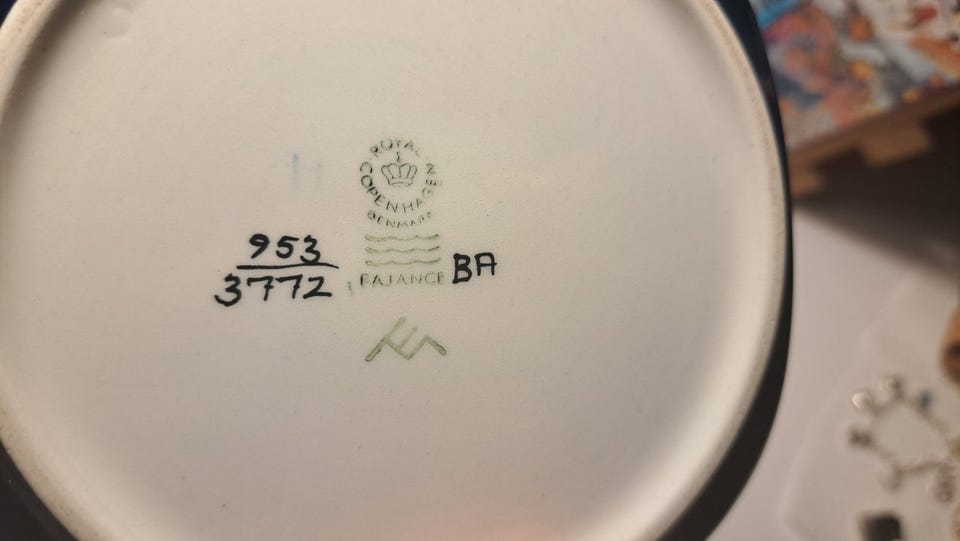 ROYAL
COPENHAGEN
DENMARK
953
3772
FAJANCE BA